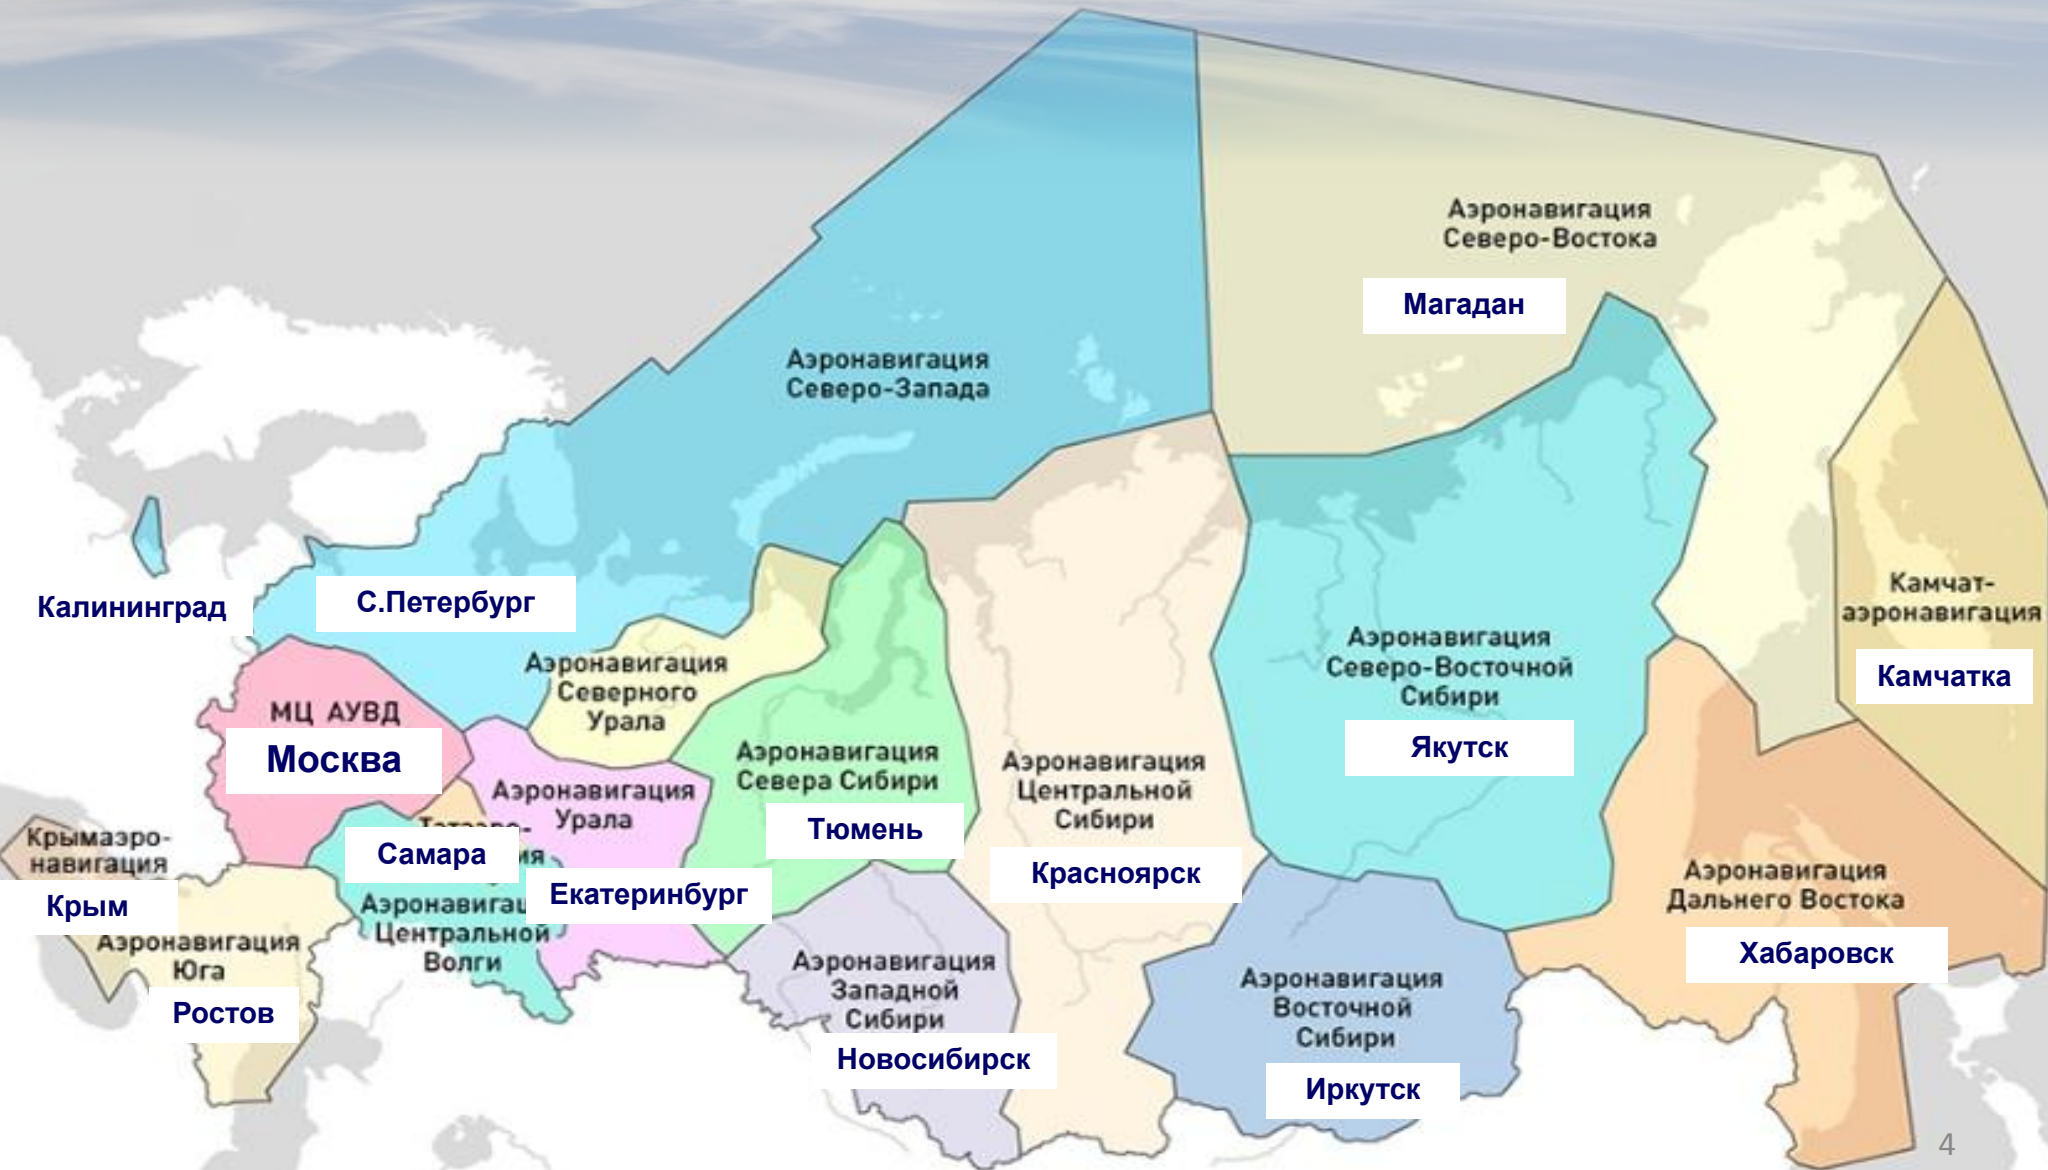 Аэронавигация
Северо-Востока
Магадан
Аэронавигация
Северо-Запада
Калининград
С.Петербург
Камчат-
аэронавигация
Камчатка
Аэронавигация
Северного
Урала
Аэронавигация
Северо-Восточной
Сибири
Якутск
МЦ АУВД
Москва
Аэронавигация
Севера Сибири
Тюмень
Аэронавигация
Центральной
Сибири
Красноярск
Аэронавигация
Урала
Екатеринбург
Крымаэро-
навигация
Крым
Самара
Аэронавигац
Центральной
Волги
Аэронавигация
Юга
Ростов
Аэронавигация
Западной
Сибири
Новосибирск
Аэронавигация
Восточной
Сибири
Иркутск
Аэронавигация
Дальнего Востока
Хабаровск
4